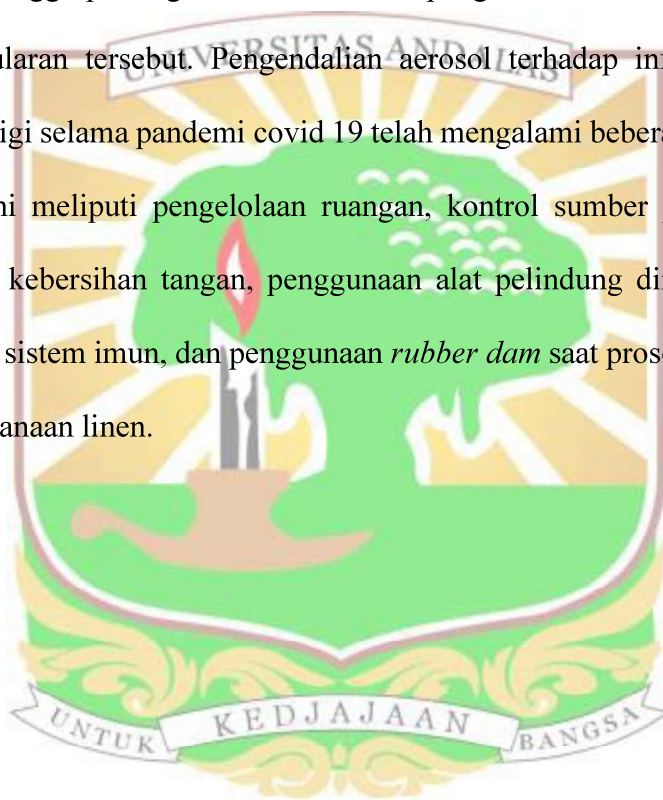 ularan tersebut. Pengendalian aerosol terhadap in
UNIVERSITAS ANDALAS
igi selama pandemi covid 19 telah mengalami bebera
ni meliputi pengelolaan ruangan, kontrol sumber
kebersihan tangan, penggunaan alat pelindung di
sistem imun, dan penggunaan rubber dam saat prose
anaan linen.
UNTUK KEDJAJAAN BANGSA